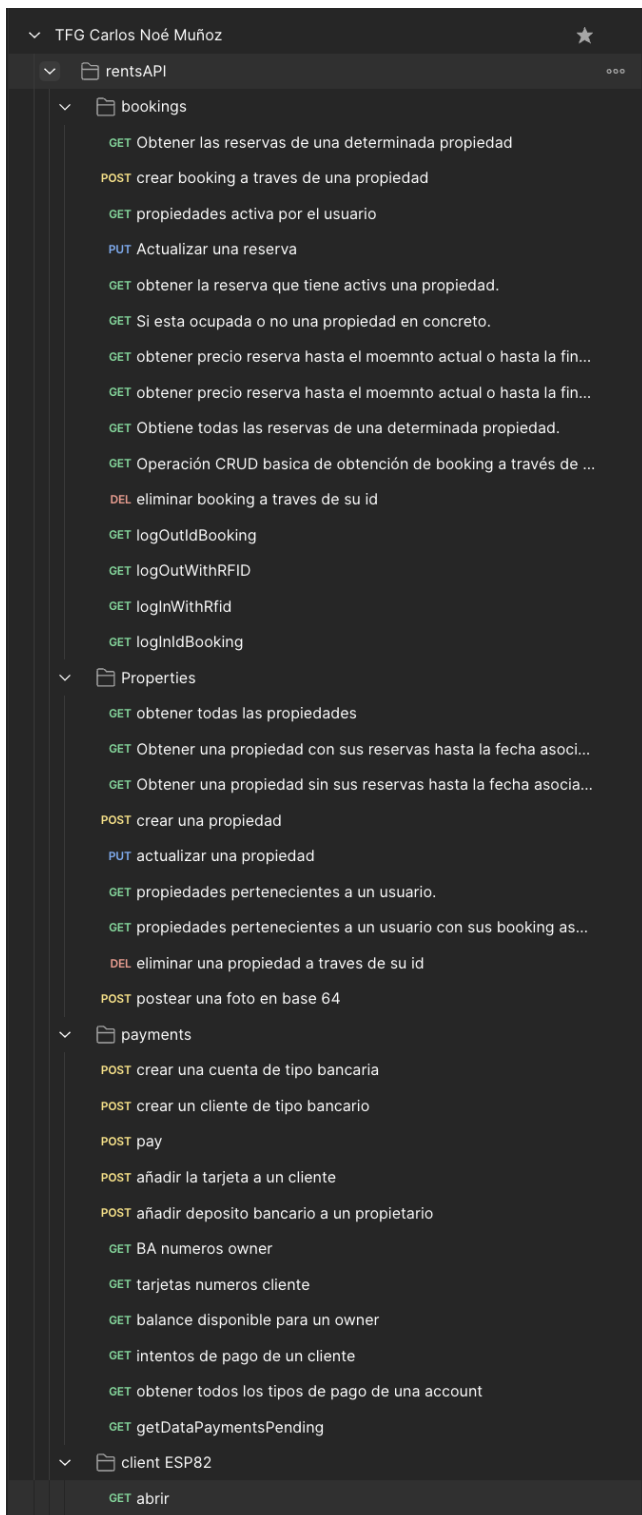 TFG Carlos Noé Muñoz
rentsAPI
bookings
GET Obtener las reservas de una determinada propiedad
POST crear booking a traves de una propiedad
GET propiedades activa por el usuario
PUT Actualizar una reserva
GET obtener la reserva que tiene activs una propiedad.
GET Si esta ocupada o no una propiedad en concreto.
GET obtener precio reserva hasta el moemnto actual o hasta la fin...
GET obtener precio reserva hasta el moemnto actual o hasta la fin...
GET Obtiene todas las reservas de una determinada propiedad.
GET Operación CRUD basica de obtención de booking a través de ...
DEL eliminar booking a traves de su id
GET logOutIdBooking
GET logOutWithRFID
GET logInWithRfid
GET logInIdBooking
Properties
GET obtener todas las propiedades
GET Obtener una propiedad con sus reservas hasta la fecha asoci...
GET Obtener una propiedad sin sus reservas hasta la fecha asocia...
POST crear una propiedad
PUT actualizar una propiedad
GET propiedades pertenecientes a un usuario.
GET propiedades pertenecientes a un usuario con sus booking as...
DEL eliminar una propiedad a traves de su id
POST postear una foto en base 64
payments
POST crear una cuenta de tipo bancaria
POST crear un cliente de tipo bancario
POST pay
POST añadir la tarjeta a un cliente
POST añadir deposito bancario a un propietario
GET BA numeros owner
GET tarjetas numeros cliente
GET balance disponible para un owner
GET intentos de pago de un cliente
GET obtener todos los tipos de pago de una account
GET getDataPaymentsPending
client ESP82
GET abrir